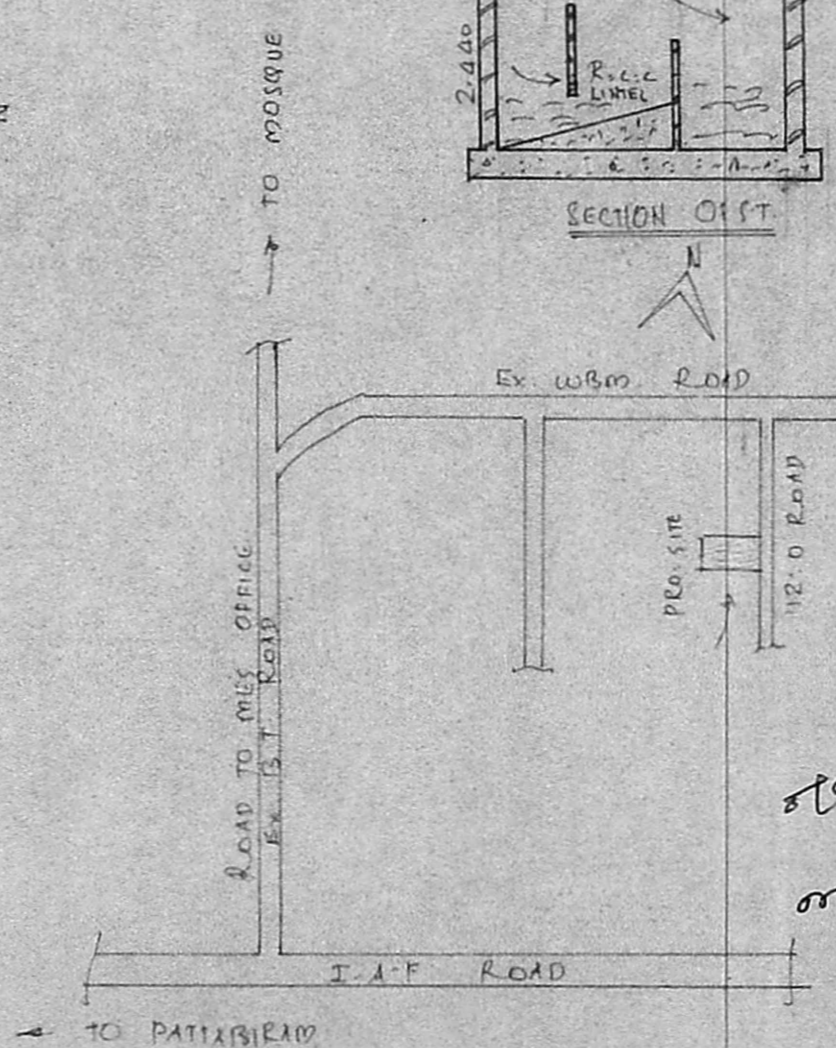 2.440
R.C.C
LINTEL
SECTION OF S.T.
N
TO MOSQUE
Ex. WBM ROAD
PRO. SITE
12.0 ROAD
ROAD TO MES OFFICE
Ex. B.T. ROAD
I.A.F ROAD
TO PATTABIRAM